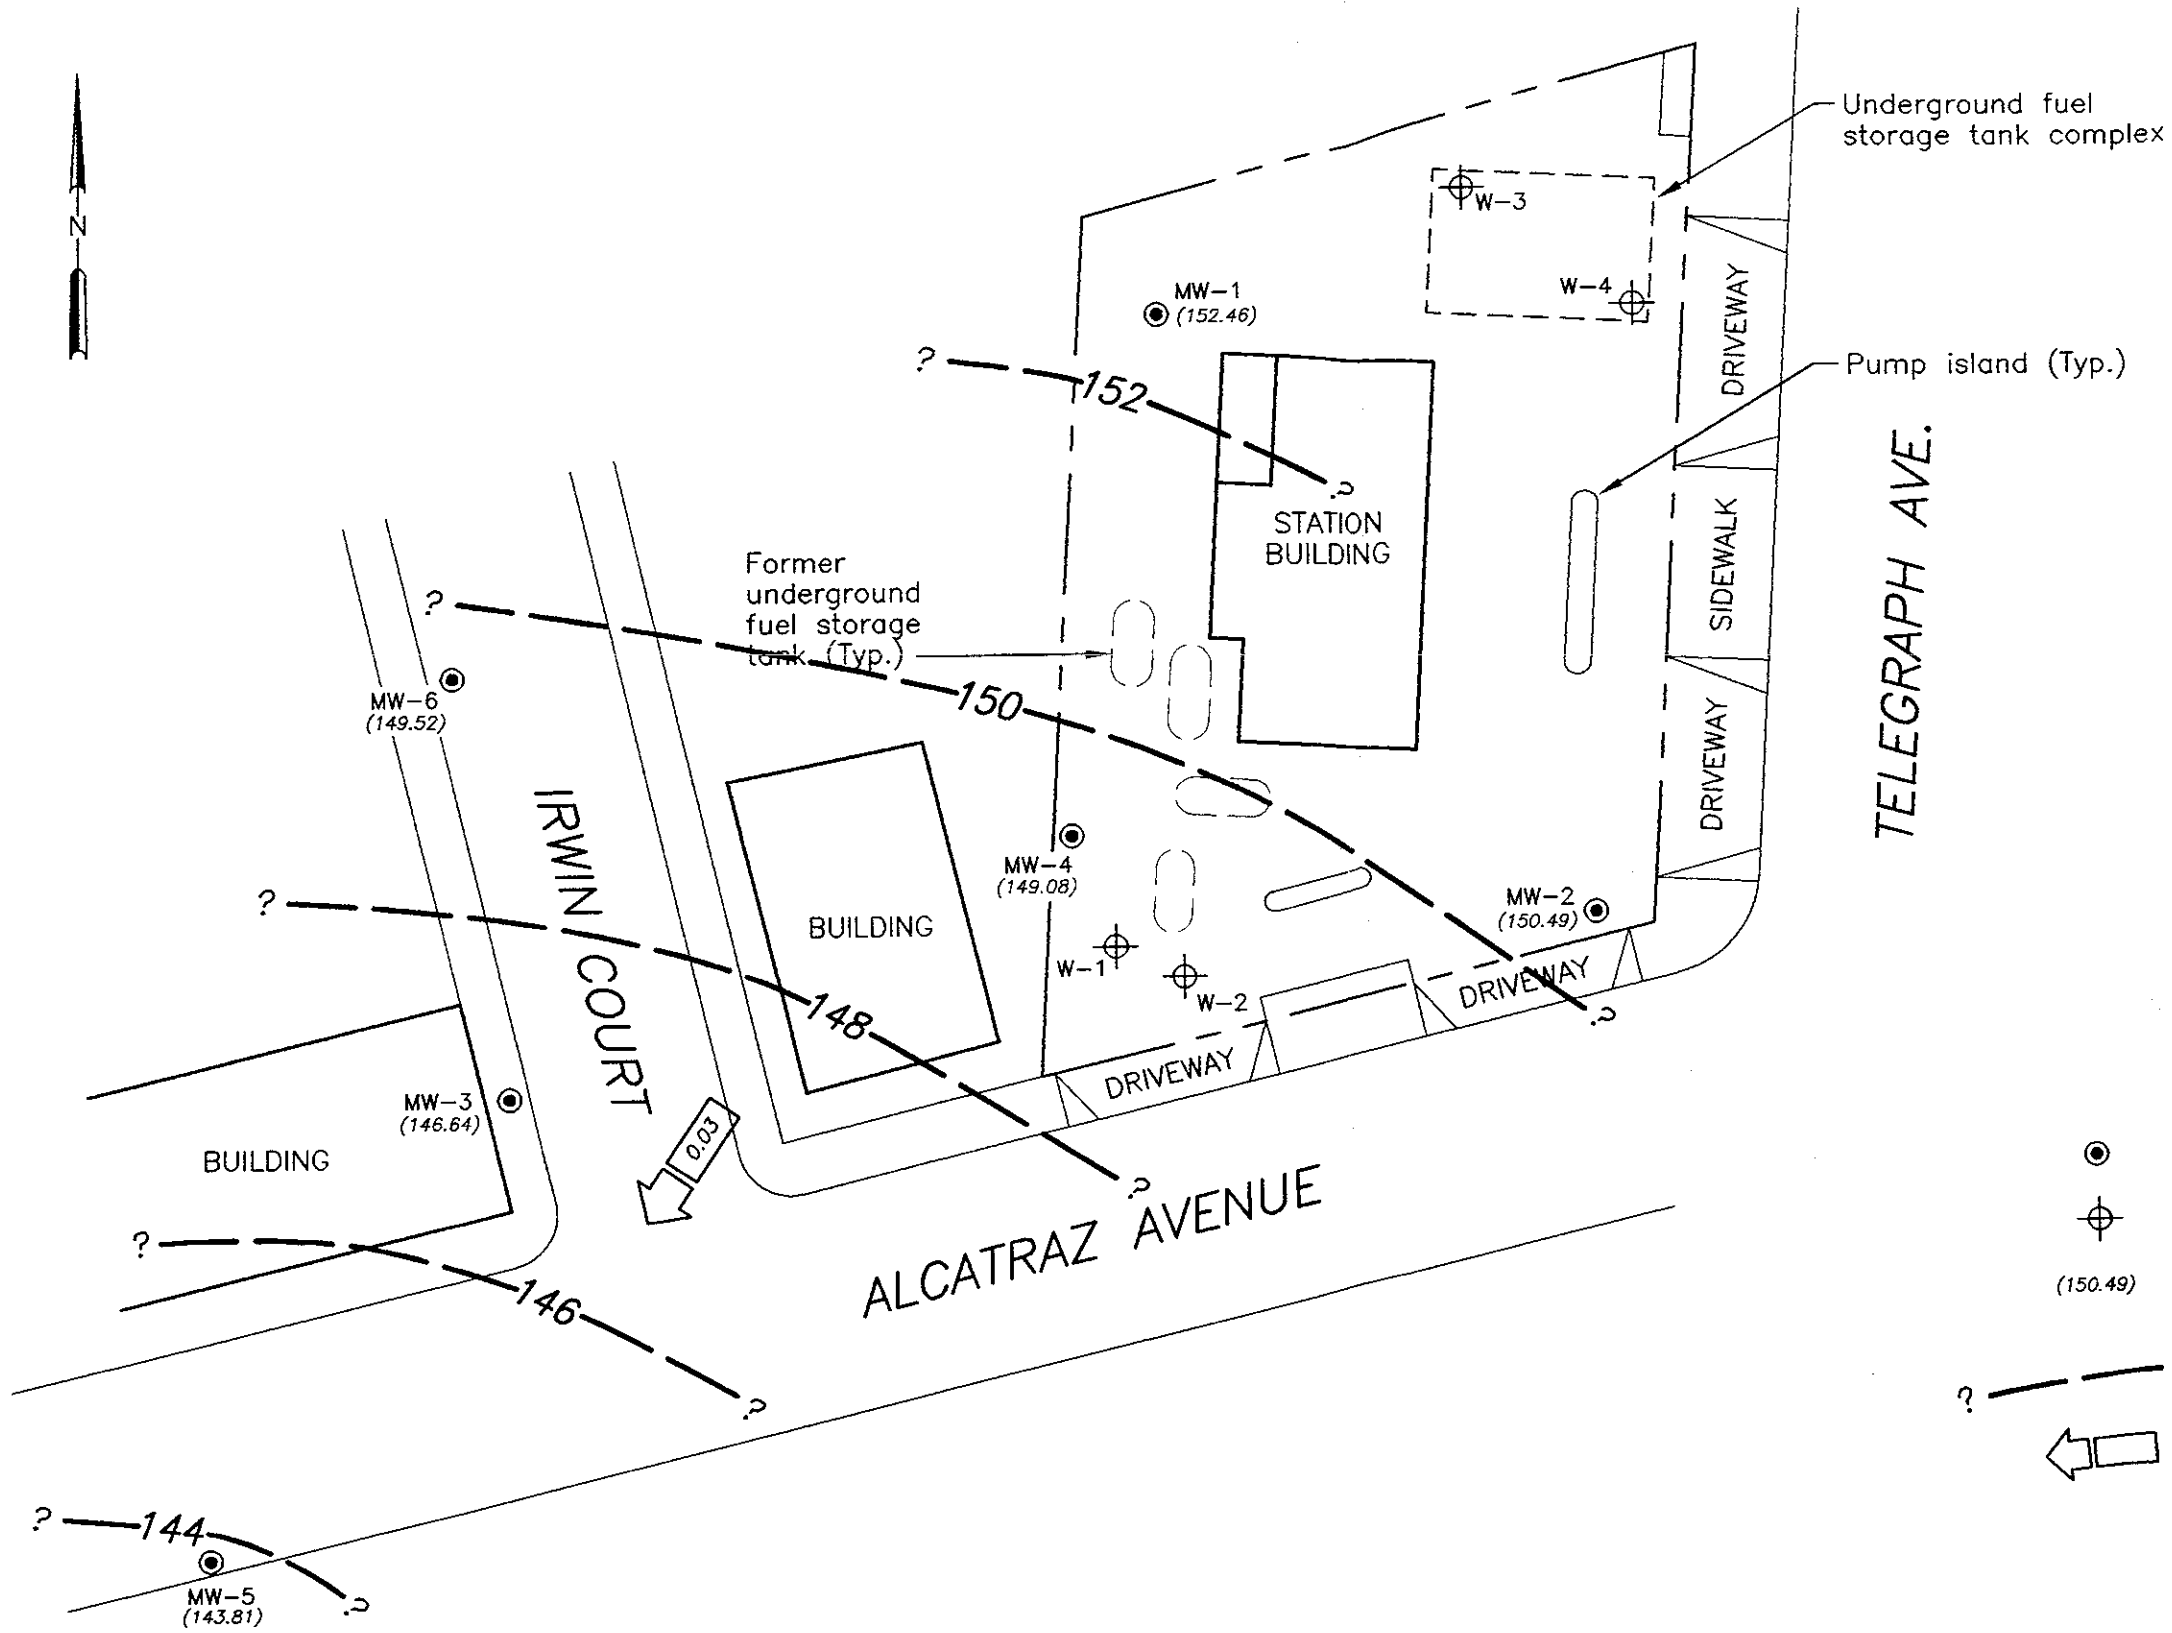 Underground fuel
storage tank complex
N
W-3
W-4
MW-1
(152.46)
DRIVEWAY
?
152
?
Pump island (Typ.)
TELEGRAPH AVE.
SIDEWALK
STATION
BUILDING
Former
underground
fuel storage
tank (Typ.)
?
150
MW-6
(149.52)
DRIVEWAY
IRWIN COURT
MW-4
(149.08)
MW-2
(150.49)
?
BUILDING
W-1
W-2
DRIVEWAY
?
148
DRIVEWAY
MW-3
(146.64)
0.03
BUILDING
?
ALCATRAZ AVENUE
?
146
?
(150.49)
?
?
144
MW-5
(143.81)
?